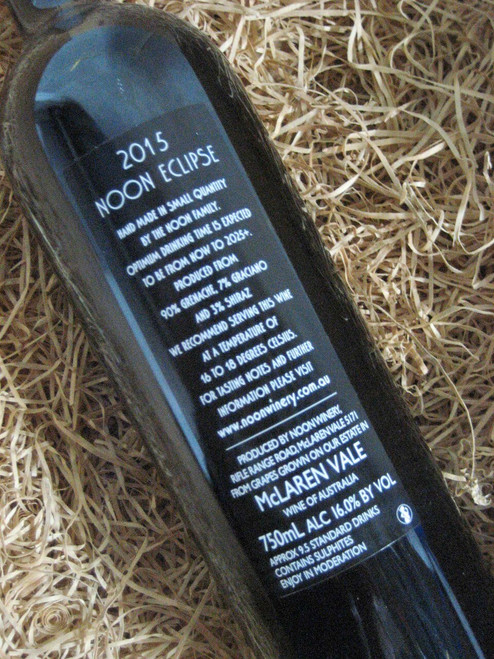 2015
NOON ECLIPSE
HAND MADE IN SMALL QUANTITY
BY THE NOON FAMILY.
OPTIMUM DRINKING TIME IS EXPECTED
TO BE FROM NOW TO 2025+.
PRODUCED FROM
90% GRENACHE, 7% GRACIANO
AND 3% SHIRAZ
WE RECOMMEND SERVING THIS WINE
AT A TEMPERATURE OF
16 TO 18 DEGREES CELSIUS.
FOR TASTING NOTES AND FURTHER
INFORMATION PLEASE VISIT
www.noonwinery.com.au
PRODUCED BY NOON WINERY,
RIFLE RANGE ROAD, McLAREN VALE 5171
FROM GRAPES GROWN ON OUR ESTATE IN
McLAREN VALE
WINE OF AUSTRALIA
750mL ALC 16.0% BY VOL
APPROX 9.5 STANDARD DRINKS
CONTAINS SULPHITES
ENJOY IN MODERATION